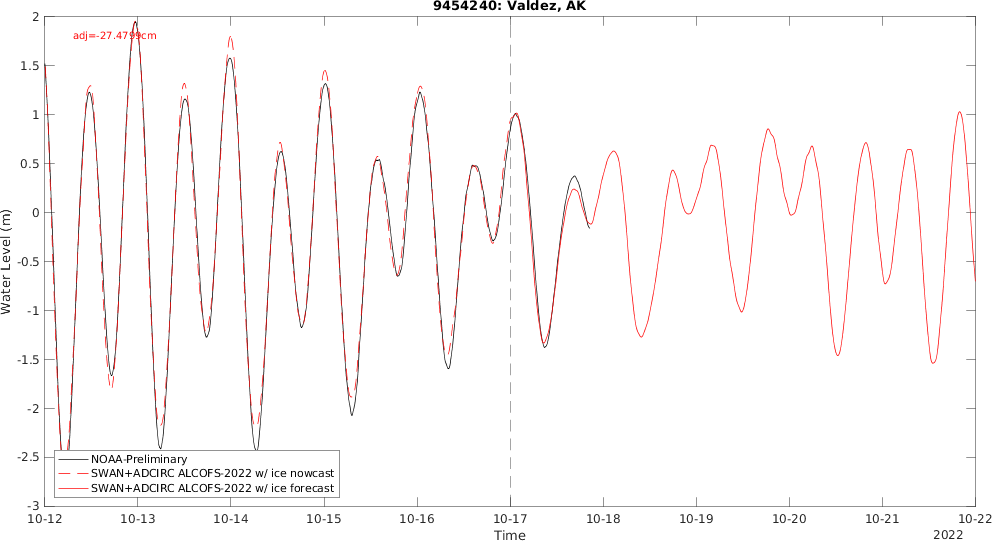 9454240: Valdez, AK
adj=-27.4799cm
2
1.5
1
0.5
0
-0.5
-1
-1.5
-2
-2.5
-3
Water Level (m)
NOAA-Preliminary
SWAN+ADCIRC ALCOFS-2022 w/ ice nowcast
SWAN+ADCIRC ALCOFS-2022 w/ ice forecast
10-12 10-13 10-14 10-15 10-16 10-17 10-18 10-19 10-20 10-21 10-22
Time
2022